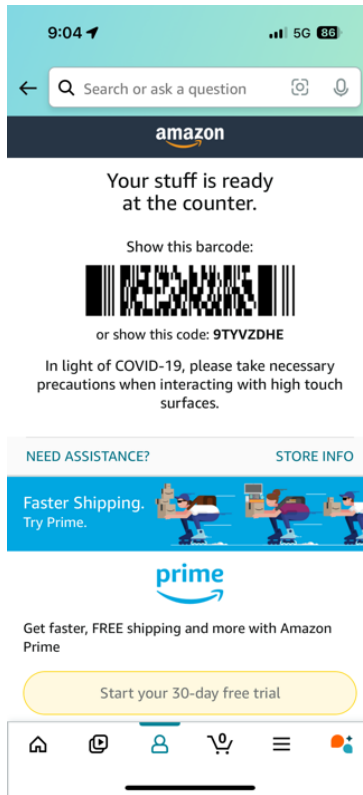 9:04
5G 86
Search or ask a question
amazon
Your stuff is ready
at the counter.
Show this barcode:
or show this code: 9TYVZDHE
In light of COVID-19, please take necessary
precautions when interacting with high touch
surfaces.
NEED ASSISTANCE? STORE INFO
Faster Shipping.
Try Prime.
prime
Get faster, FREE shipping and more with Amazon
Prime
Start your 30-day free trial
0